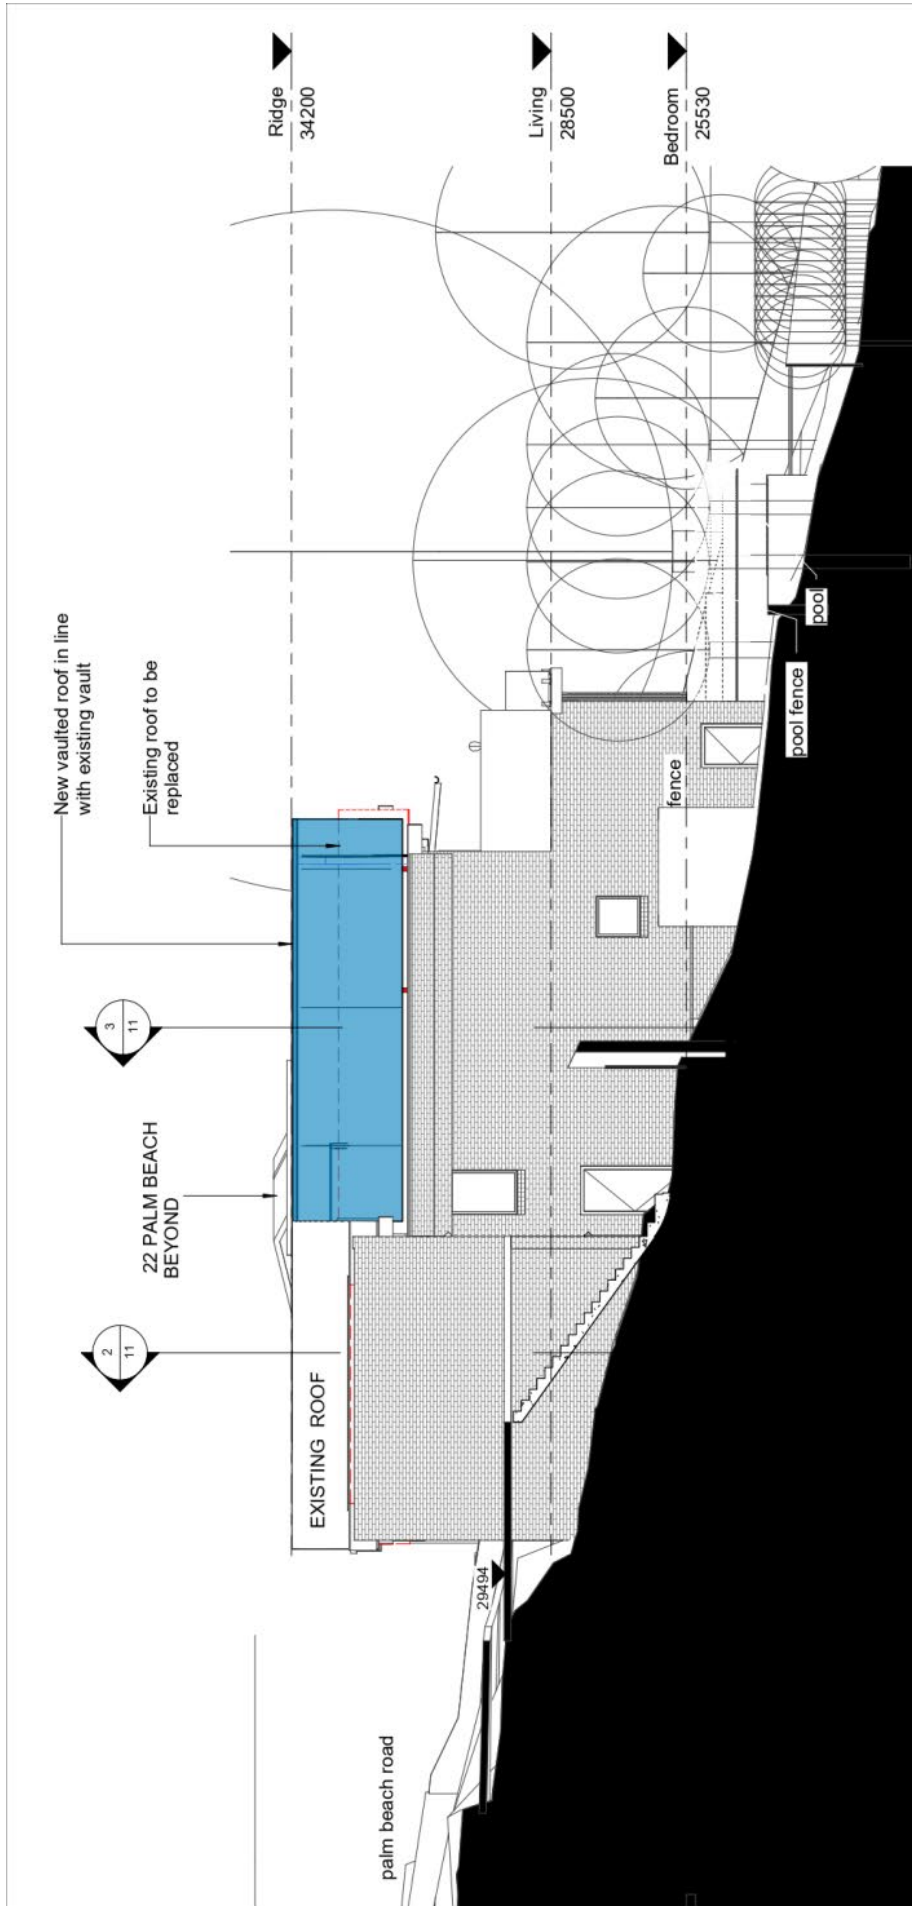 Ridge
34200
Living
28500
Bedroom
25530
New vaulted roof in line
with existing vault
Existing roof to be
replaced
3
11
22 PALM BEACH
BEYOND
2
11
EXISTING ROOF
29494
palm beach road
fence
pool fence
pool